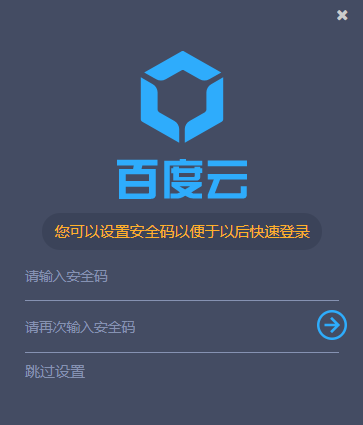 百度云
您可以设置安全码以便于以后快速登录
请输入安全码
请再次输入安全码
跳过设置